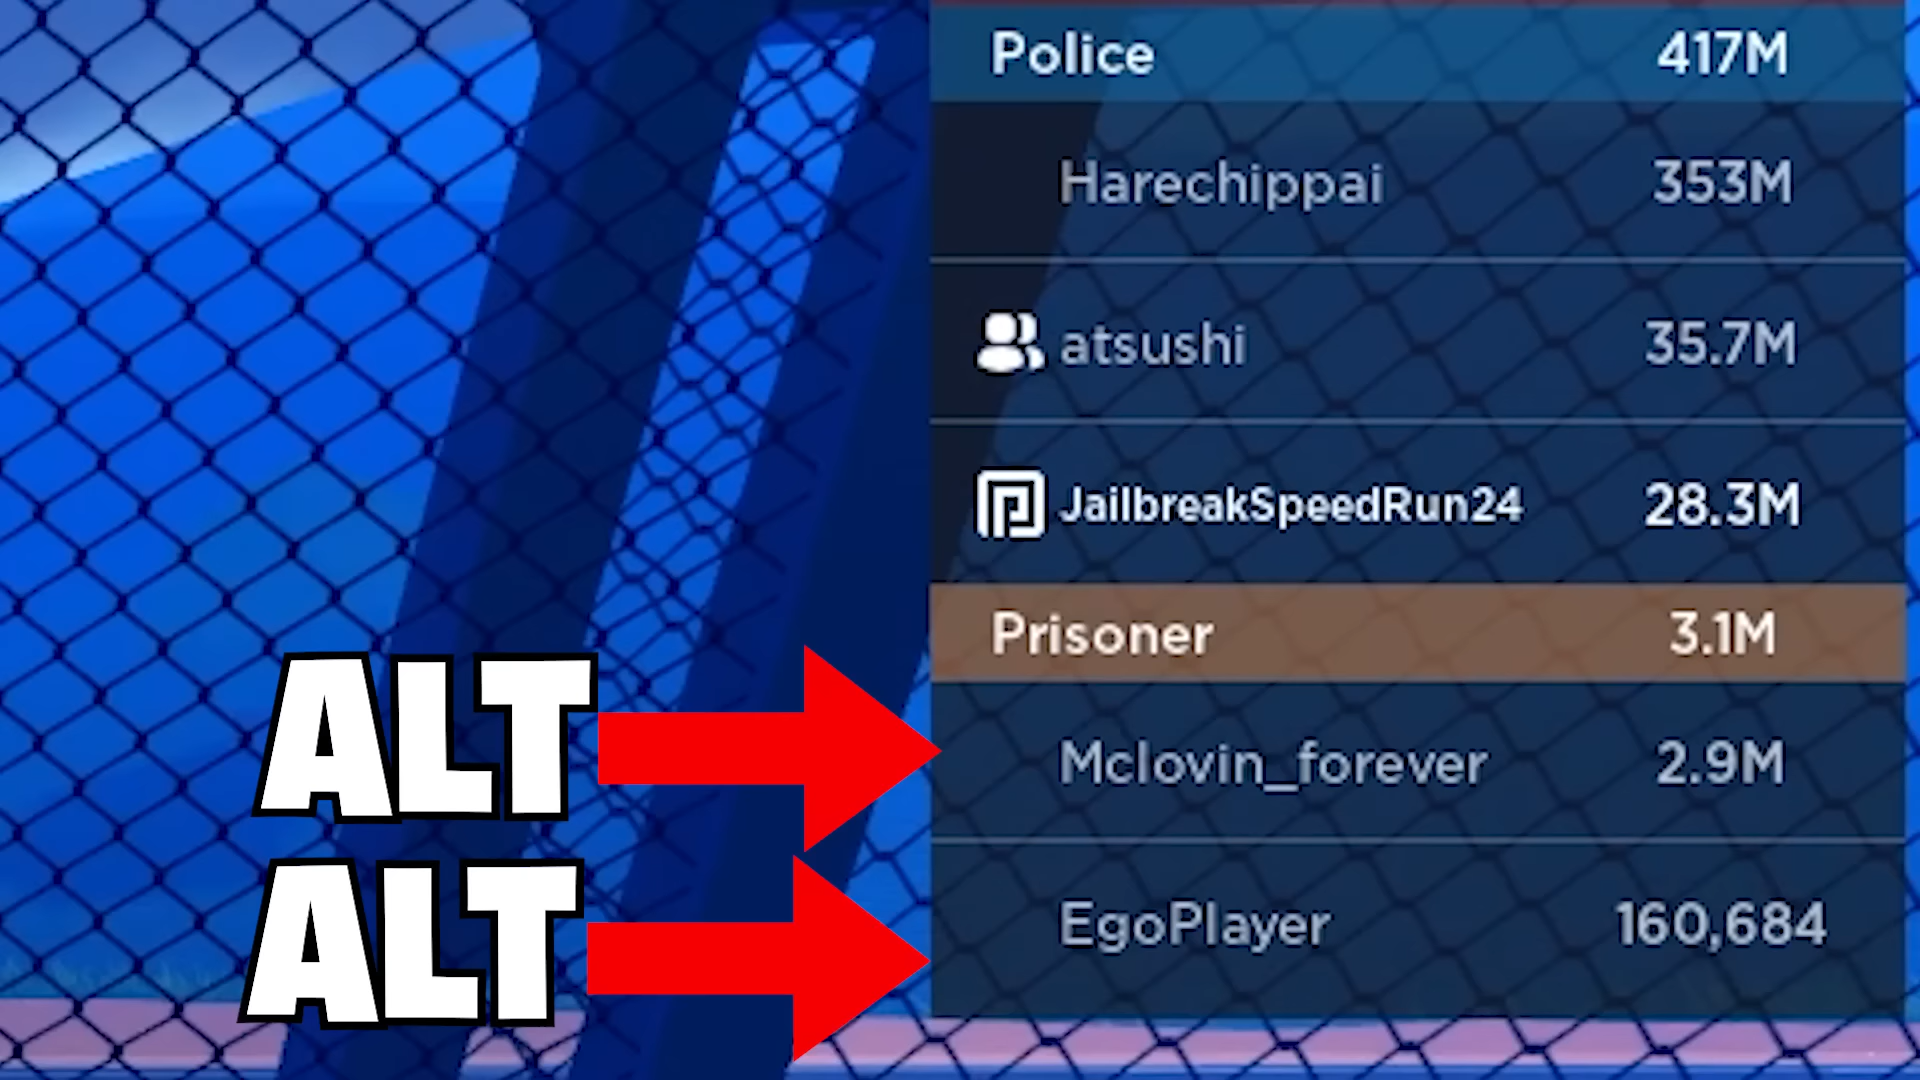 Police 417M
Harechippai 353M
atsushi 35.7M
JailbreakSpeedRun24 28.3M
Prisoner 3.1M
ALT Mclovin_forever 2.9M
ALT EgoPlayer 160,684